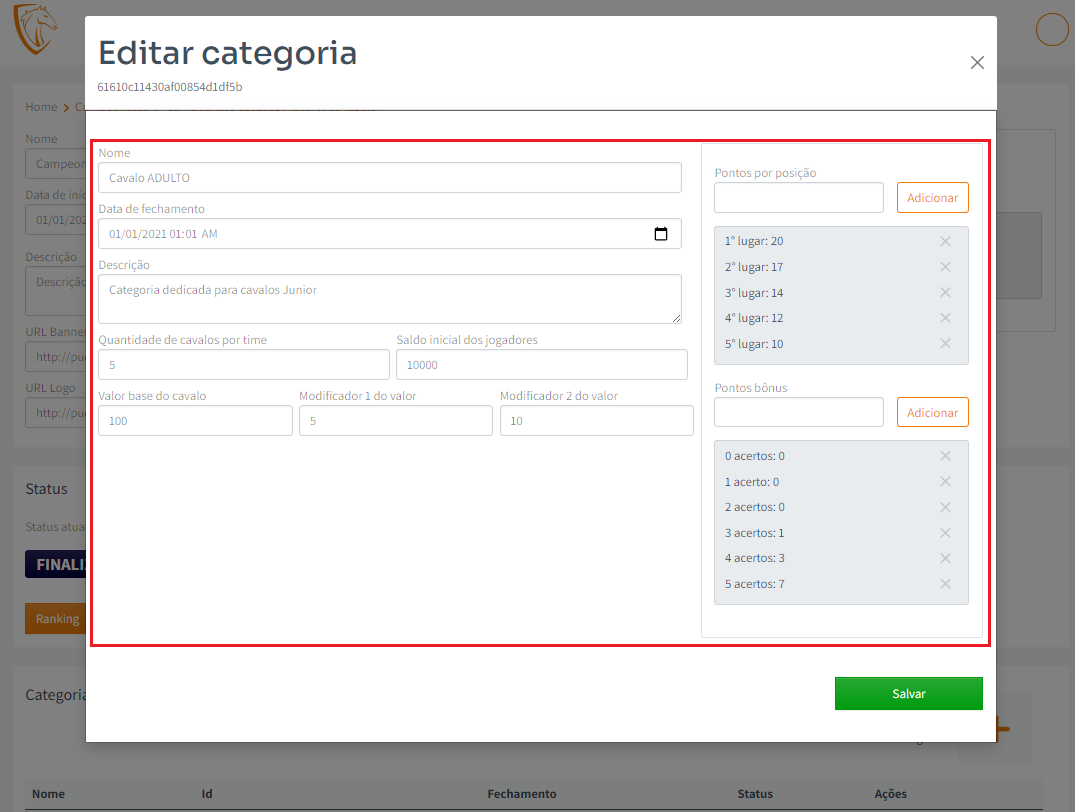 Editar categoria
61610c11430af00854d1df5b
Home
Nome
Campeon
Data de iníc
01/01/202
Descrição
Descrição
URL Banner
http://pu
URL Logo
http://pu
Status
Status atua
FINALI
Ranking
Categoria
Nome
Cavalo ADULTO
Data de fechamento
01/01/2021 01:01 AM
Descrição
Categoria dedicada para cavalos Junior
Quantidade de cavalos por time Saldo inicial dos jogadores
5 10000
Valor base do cavalo Modificador 1 do valor Modificador 2 do valor
100 5 10
Pontos por posição
Adicionar
1° lugar: 20
2° lugar: 17
3° lugar: 14
4° lugar: 12
5° lugar: 10
Pontos bônus
Adicionar
0 acertos: 0
1 acerto: 0
2 acertos: 0
3 acertos: 1
4 acertos: 3
5 acertos: 7
Salvar
Nome Id Fechamento Status Ações